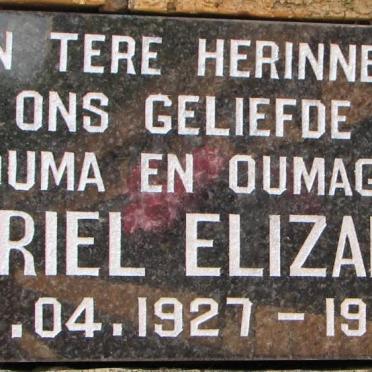 N TERE HERINNE
ONS GELIEFDE
OUMA EN OUMAG
RIEL ELIZA
.04.1927 - 19